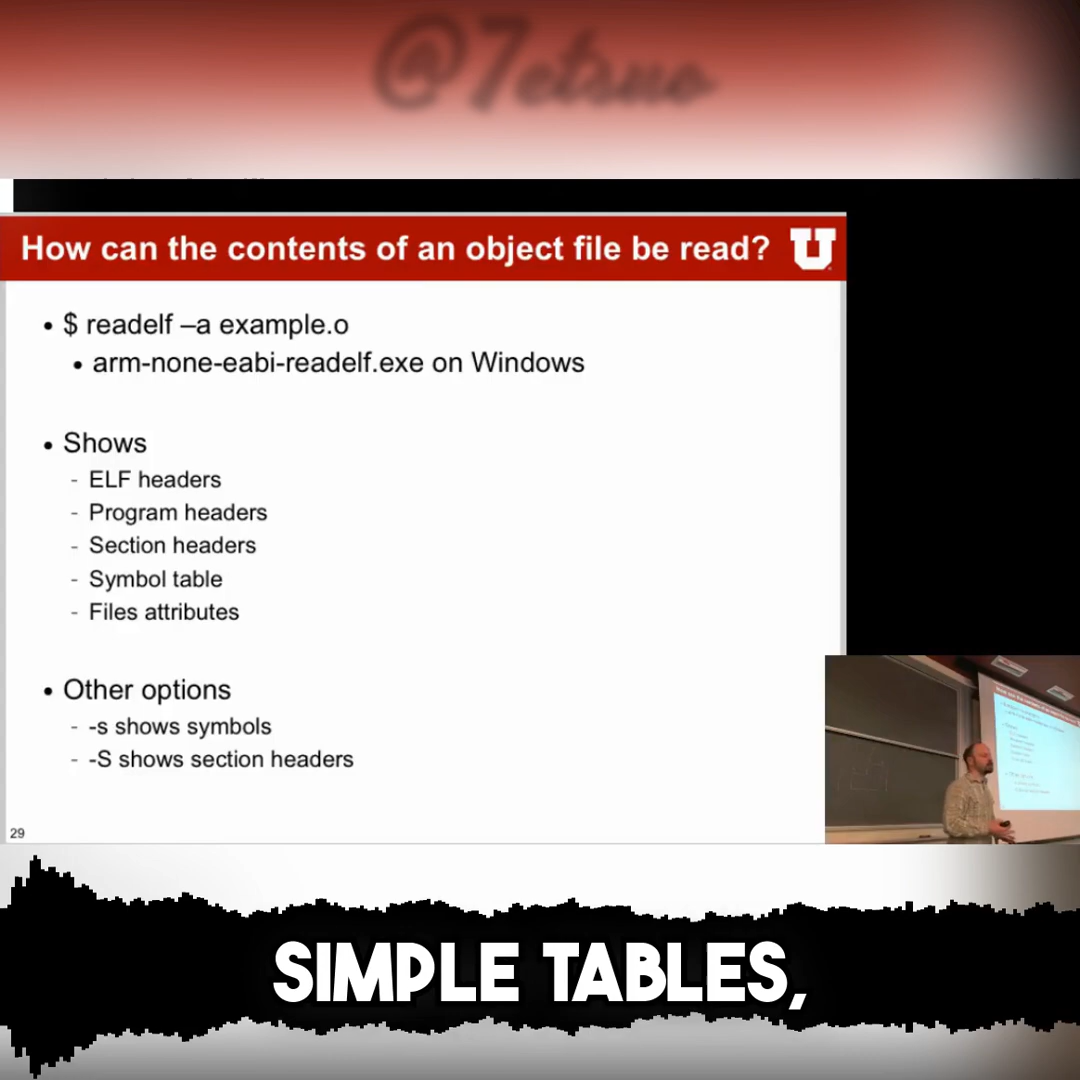 @7etsuo
How can the contents of an object file be read?
U
• $ readelf –a example.o
• arm-none-eabi-readelf.exe on Windows
• Shows
- ELF headers
- Program headers
- Section headers
- Symbol table
- Files attributes
• Other options
- -s shows symbols
- -S shows section headers
29
SIMPLE TABLES,